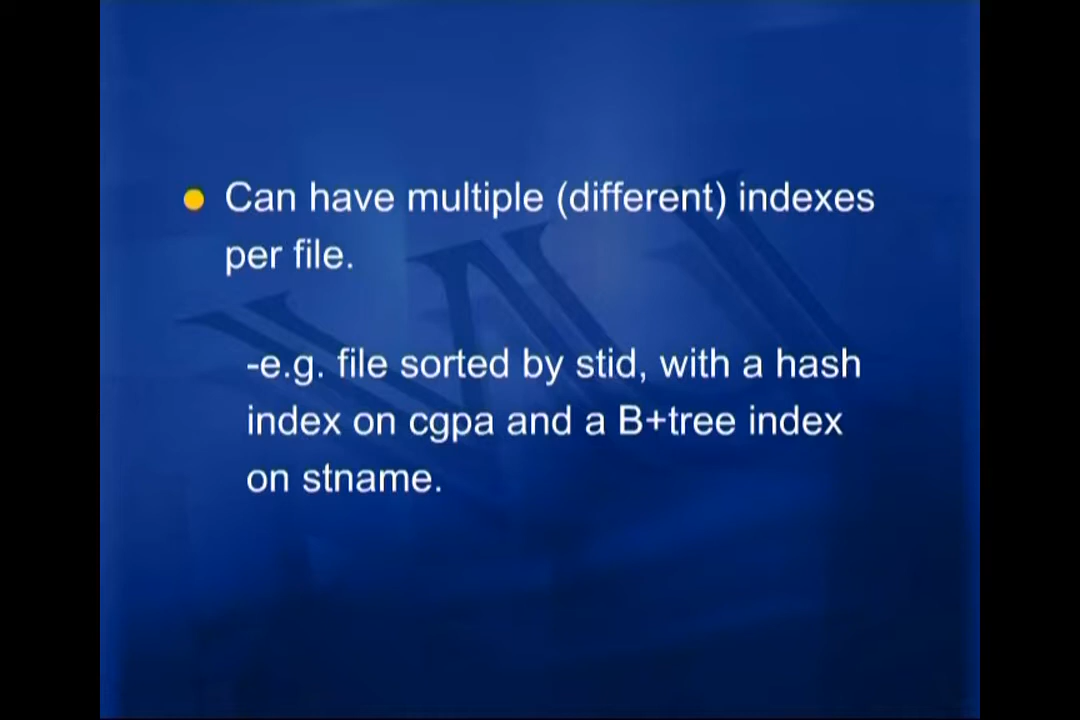 Can have multiple (different) indexes
per file.
-e.g. file sorted by stid, with a hash
index on cgpa and a B+tree index
on stname.